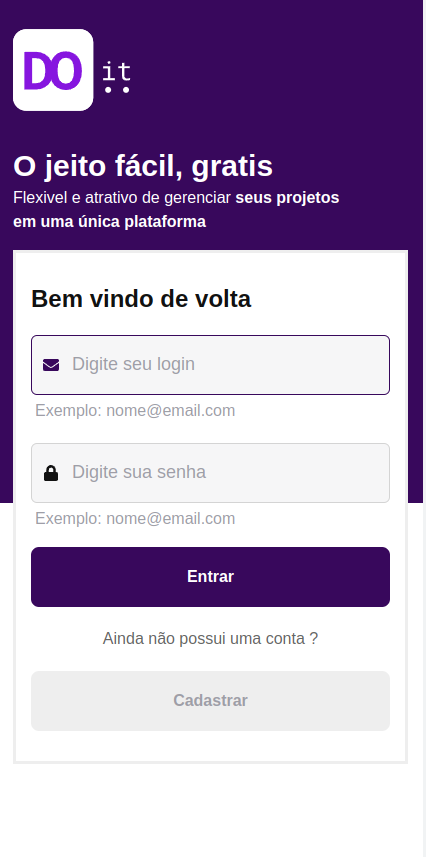 DO it
O jeito fácil, gratis
Flexivel e atrativo de gerenciar seus projetos
em uma única plataforma
Bem vindo de volta
Digite seu login
Exemplo: nome@email.com
Digite sua senha
Exemplo: nome@email.com
Entrar
Ainda não possui uma conta ?
Cadastrar